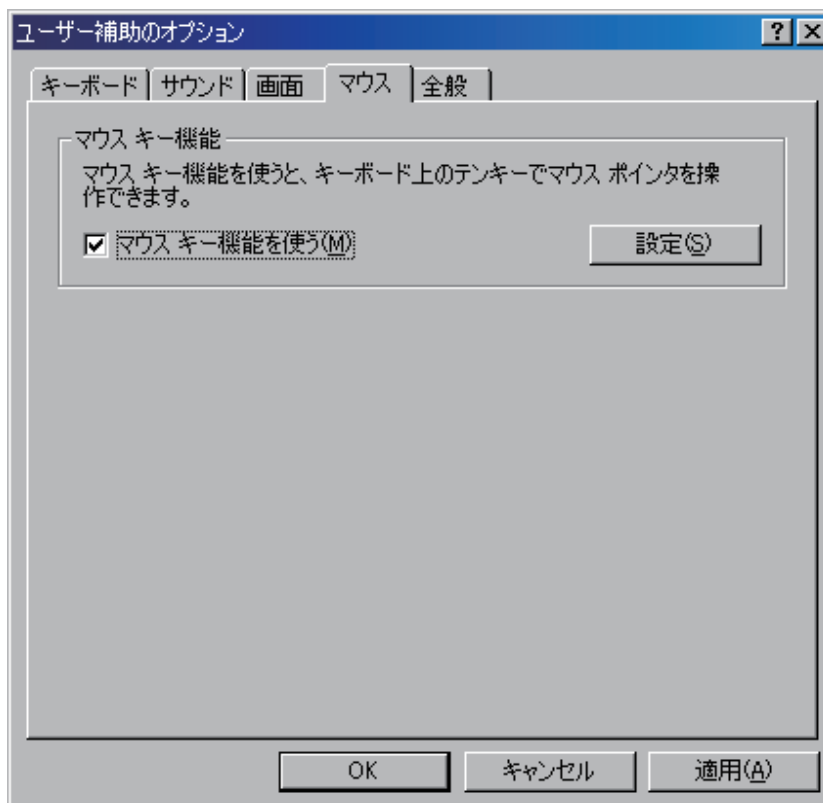 ユーザー補助のオプション
キーボード サウンド 画面 マウス 全般
マウス キー機能
マウス キー機能を使うと、キーボード上のテンキーでマウス ポインタを操
作できます。
マウス キー機能を使う(M) 設定(S)
OK キャンセル 適用(A)